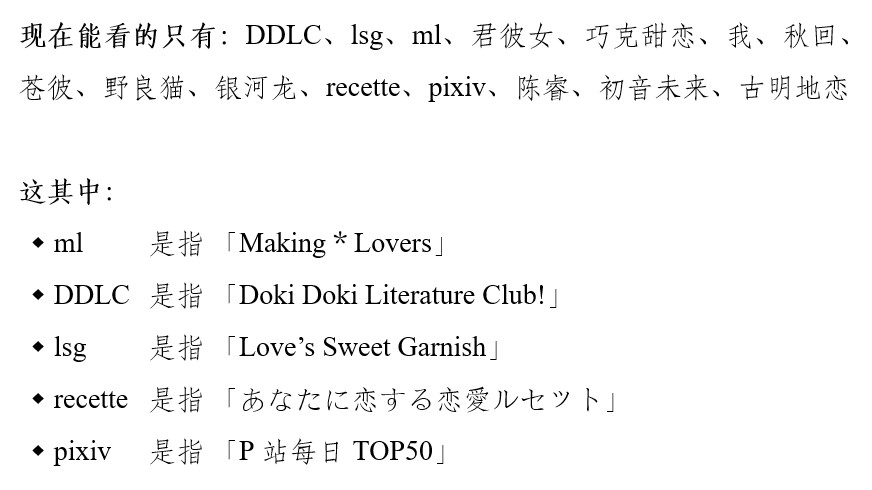 现在能看的只有：DDLC、lsg、ml、君彼女、巧克甜恋、我、秋回、
苍彼、野良猫、银河龙、recette、pixiv、陈睿、初音未来、古明地恋
这其中：
◆ ml 是指「Making * Lovers」
◆ DDLC 是指「Doki Doki Literature Club!」
◆ lsg 是指「Love’s Sweet Garnish」
◆ recette 是指「あなたに恋する恋愛ルセット」
◆ pixiv 是指「P 站每日 TOP50」